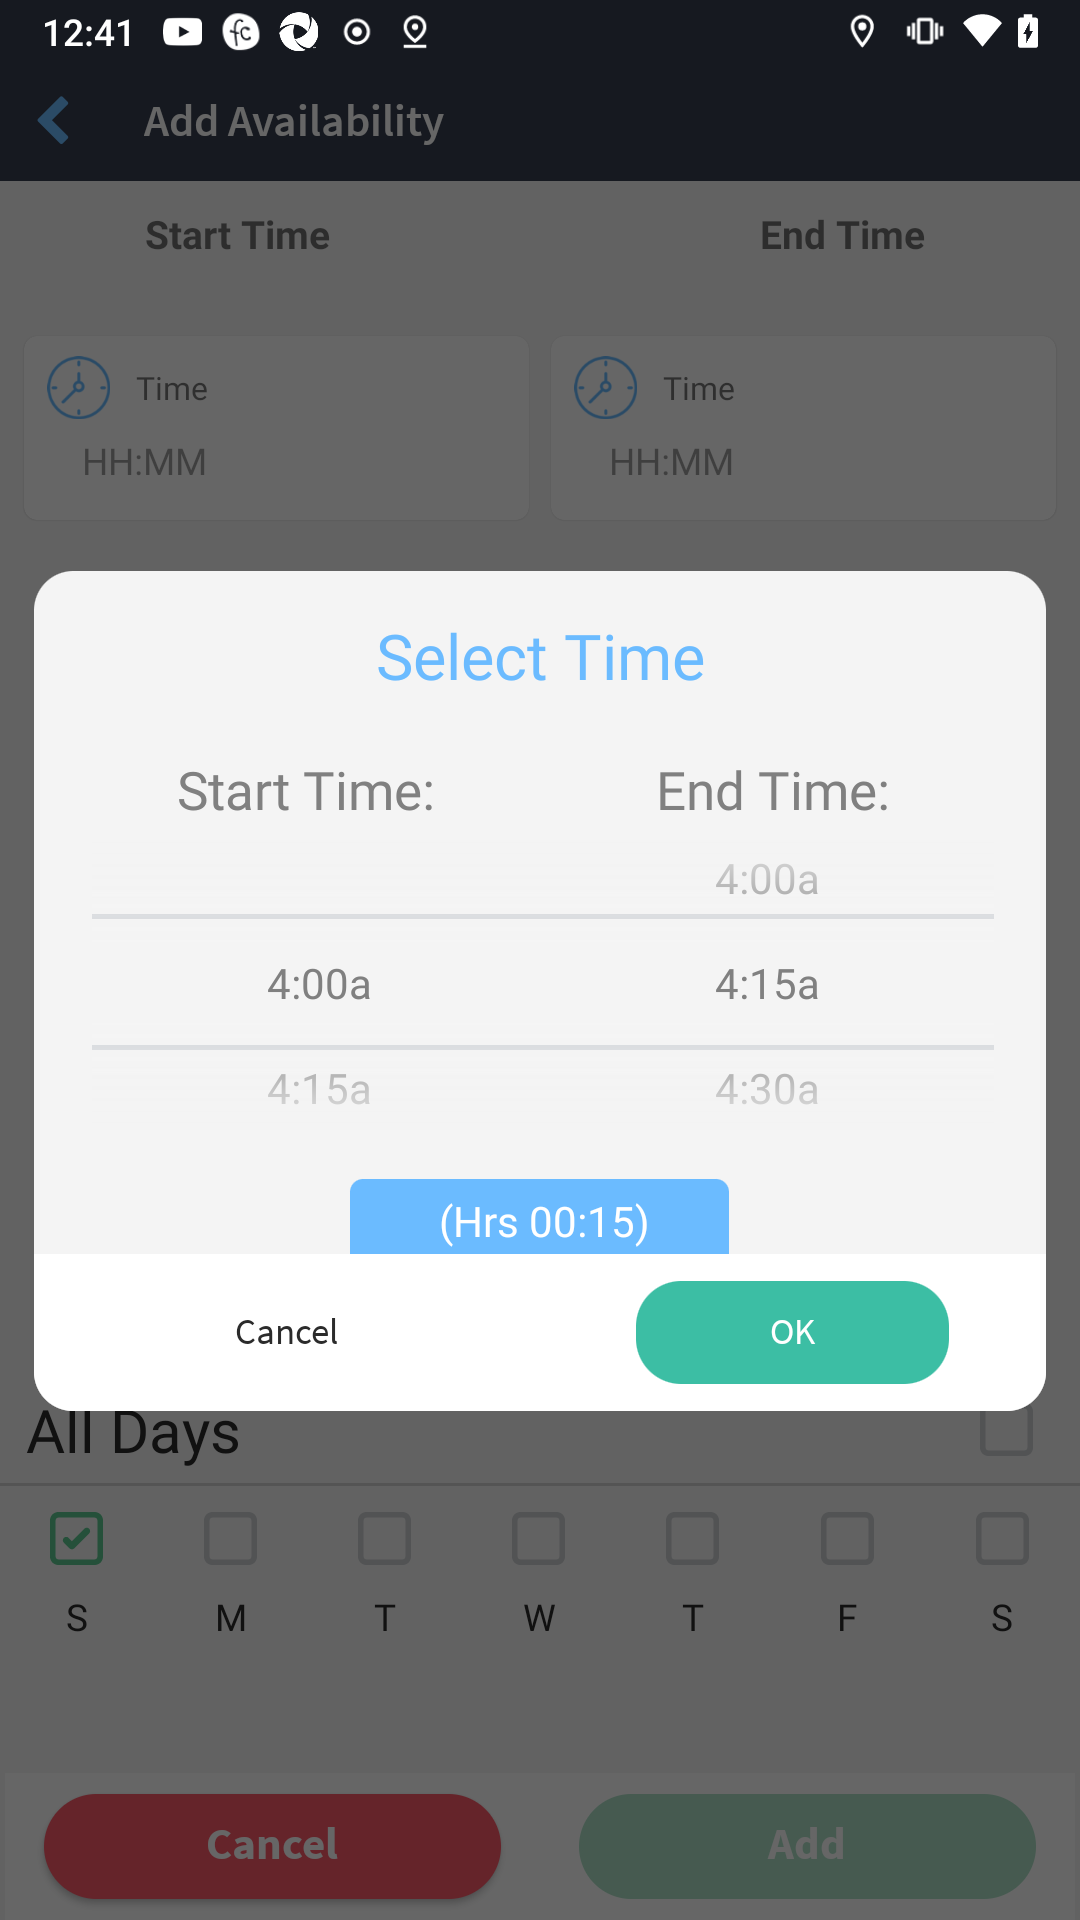 12:41
Add Availability
Start Time End Time
Time Time
HH:MM HH:MM
Select Time
Start Time: End Time:
4:00a
4:00a 4:15a
4:15a 4:30a
(Hrs 00:15)
Cancel OK
All Days
S M T W T F S
Cancel Add